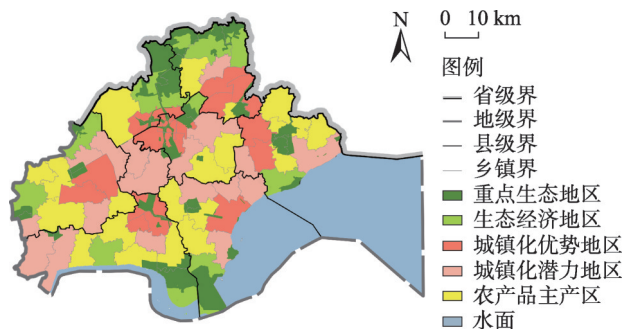 N
0 10 km
图例
省级界
地级界
县级界
乡镇界
重点生态地区
生态经济地区
城镇化优势地区
城镇化潜力地区
农产品主产区
水面